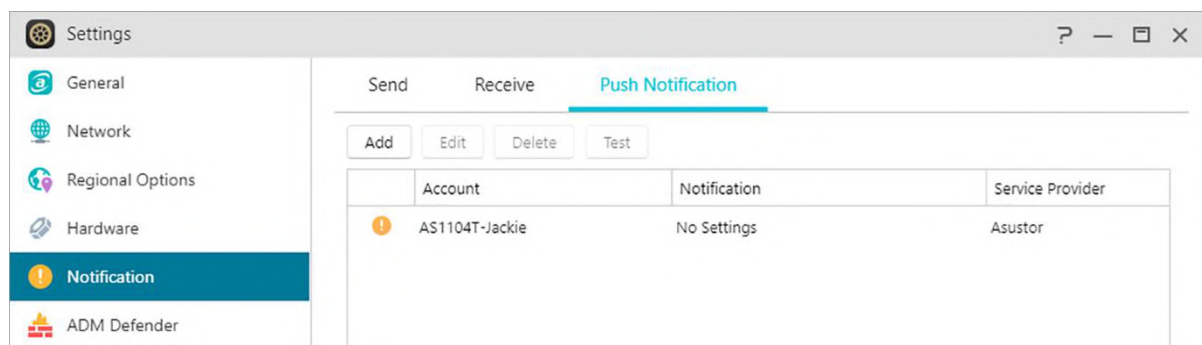 Settings
General
Network
Regional Options
Hardware
Notification
ADM Defender
Send Receive Push Notification
Add Edit Delete Test
Account Notification Service Provider
AS1104T-Jackie No Settings Asustor